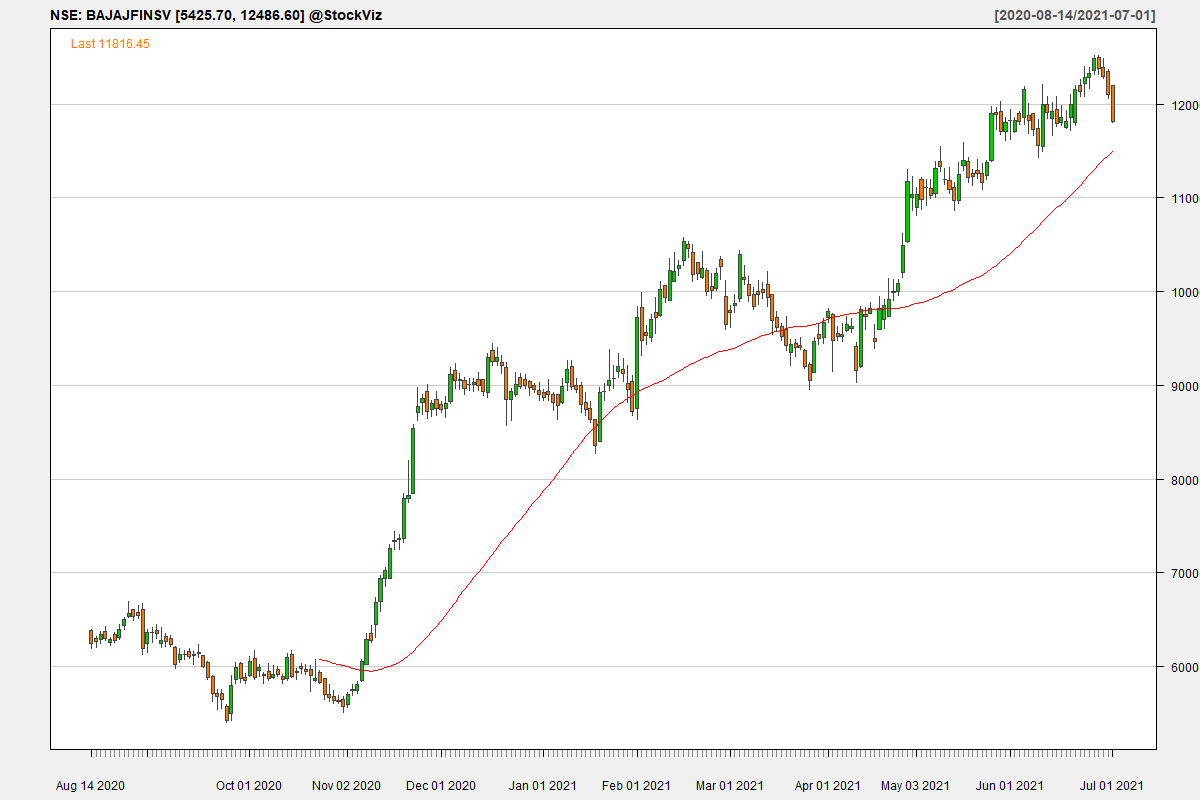 NSE: BAJAJFINSV [5425.70, 12486.60] @StockViz
[2020-08-14/2021-07-01]
Last 11816.45
1200
1100
1000
9000
8000
7000
6000
Aug 14 2020
Oct 01 2020
Nov 02 2020
Dec 01 2020
Jan 01 2021
Feb 01 2021
Mar 01 2021
Apr 01 2021
May 03 2021
Jun 01 2021
Jul 01 2021